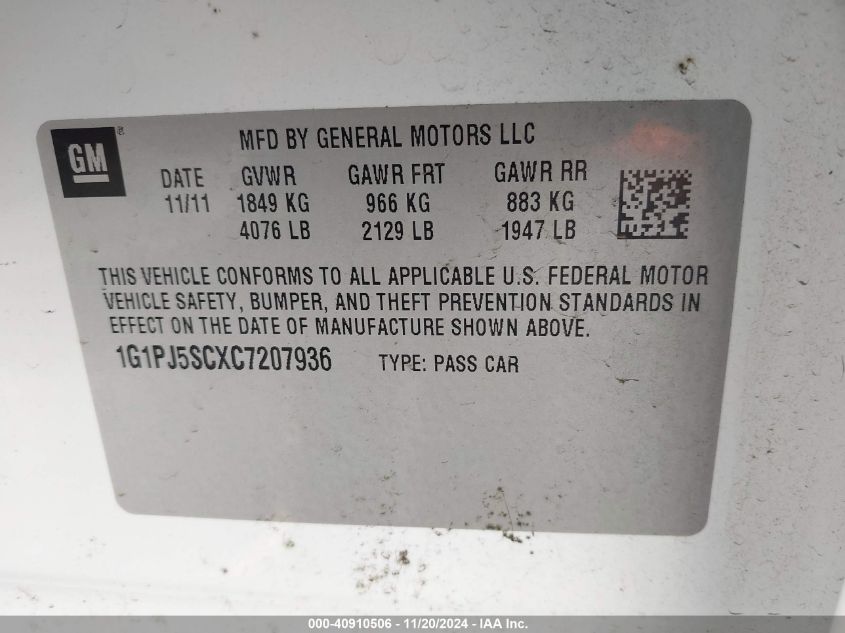 GM ®
MFD BY GENERAL MOTORS LLC
DATE GVWR GAWR FRT GAWR RR
11/11 1849 KG 966 KG 883 KG
4076 LB 2129 LB 1947 LB
THIS VEHICLE CONFORMS TO ALL APPLICABLE U.S. FEDERAL MOTOR
VEHICLE SAFETY, BUMPER, AND THEFT PREVENTION STANDARDS IN
EFFECT ON THE DATE OF MANUFACTURE SHOWN ABOVE.
1G1PJ5SCXC7207936 TYPE: PASS CAR
000-40910506 - 11/20/2024 - IAA Inc.